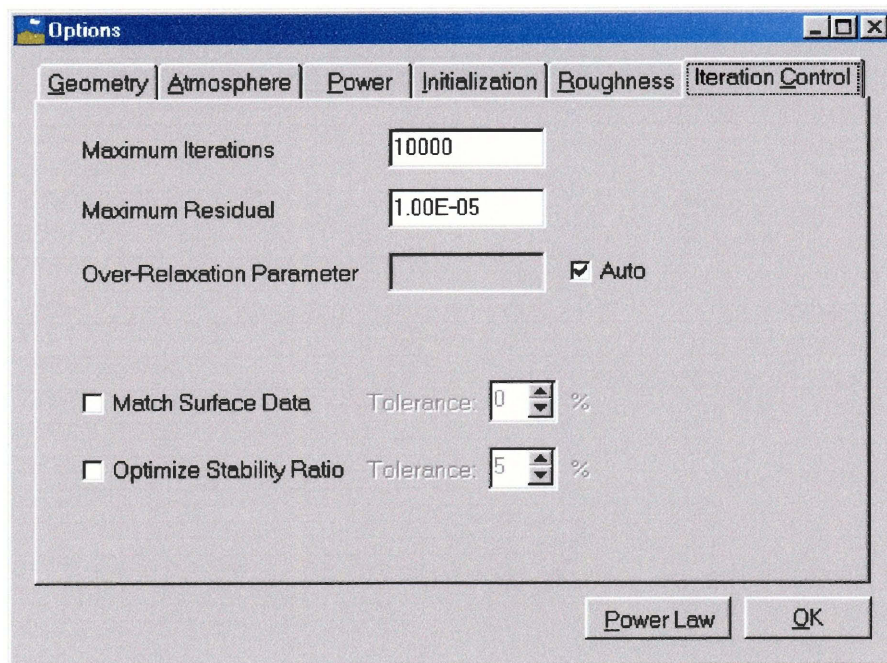 Options
Geometry Atmosphere Power Initialization Roughness Iteration Control
Maximum Iterations 10000
Maximum Residual 1.00E-05
Over-Relaxation Parameter Auto
Match Surface Data Tolerance: 0 %
Optimize Stability Ratio Tolerance: 5 %
Power Law OK